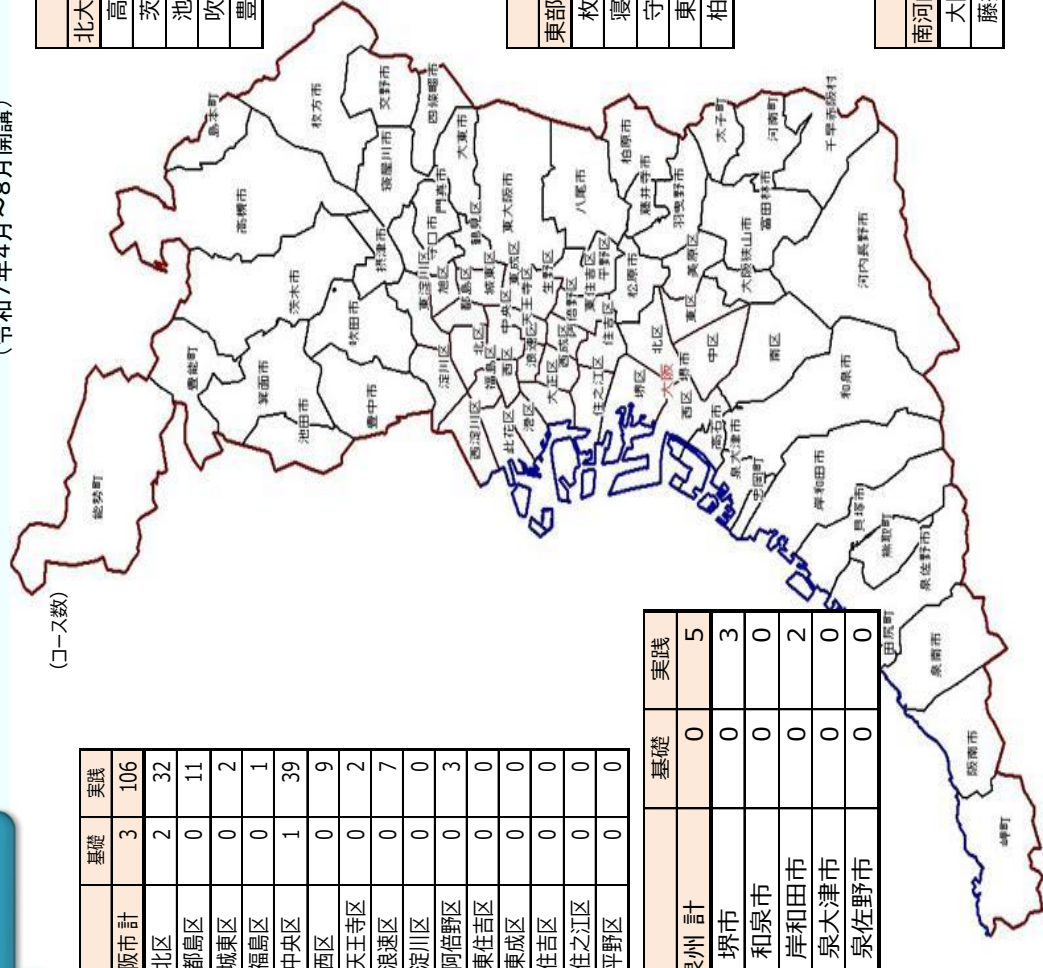 （令和7年4月～8月開講）
（コース数）
基礎 実践
阪市 計 3 106
北区 2 32
都島区 0 11
城東区 0 2
福島区 0 1
中央区 1 39
西区 0 9
天王寺区 0 2
浪速区 0 7
淀川区 0 0
阿倍野区 0 3
東住吉区 0 0
東成区 0 0
住吉区 0 0
住之江区 0 0
平野区 0 0
基礎 実践
泉州 計 0 5
堺市 0 3
和泉市 0 0
岸和田市 0 2
泉大津市 0 0
泉佐野市 0 0
北大
高
茨
池
吹
豊
東部
枚
寝
守
東
柏
南河
大
藤
能勢町
豊能町
箕面市
池田市
豊中市
吹田市
茨木市
高槻市
島本町
枚方市
交野市
寝屋川市
摂津市
四條畷市
大東市
門真市
守口市
東淀川区
旭区
鶴見区
都島区
城東区
淀川区
北区
西淀川区
福島区
此花区
西区
中央区
東成区
東大阪市
港区
浪速区
天王寺区
生野区
大正区
西成区
阿倍野区
東住吉区
平野区
八尾市
住之江区
住吉区
松原市
藤井寺市
柏原市
羽曳野市
堺区
北区
大阪
西区
堺市
東区
美原区
中区
南区
大阪狭山市
富田林市
太子町
河南町
千早赤阪村
河内長野市
高石市
泉大津市
忠岡町
和泉市
岸和田市
貝塚市
熊取町
泉佐野市
田尻町
泉南市
阪南市
岬町